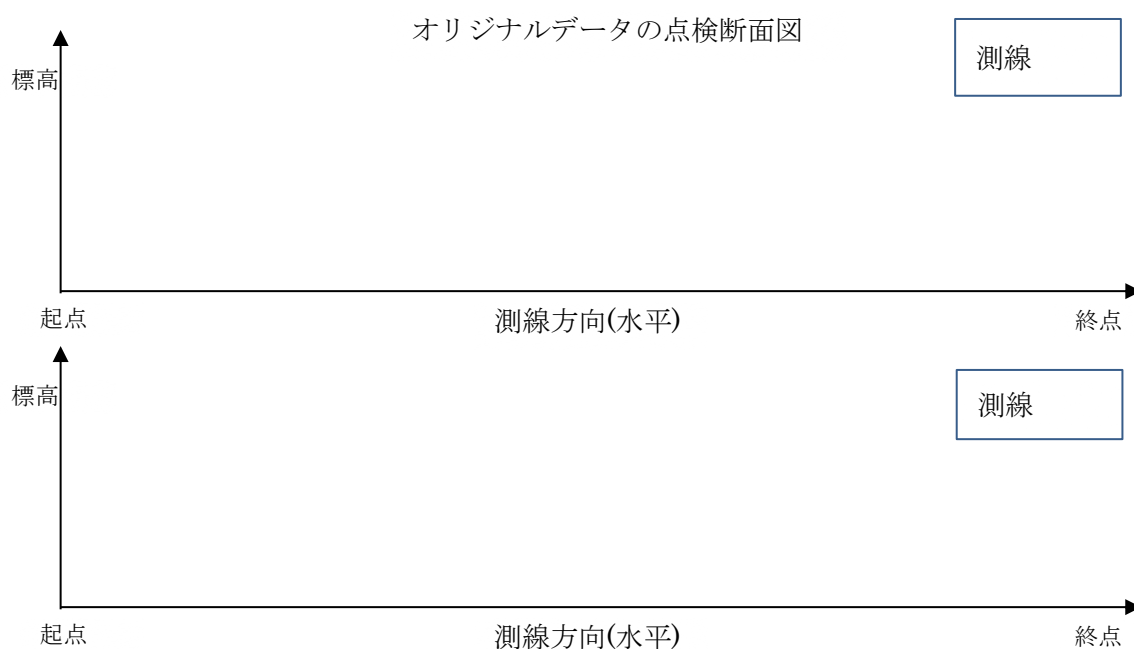 オリジナルデータの点検断面図
測線
標高
起点
測線方向(水平)
終点
標高
測線
起点
測線方向(水平)
終点